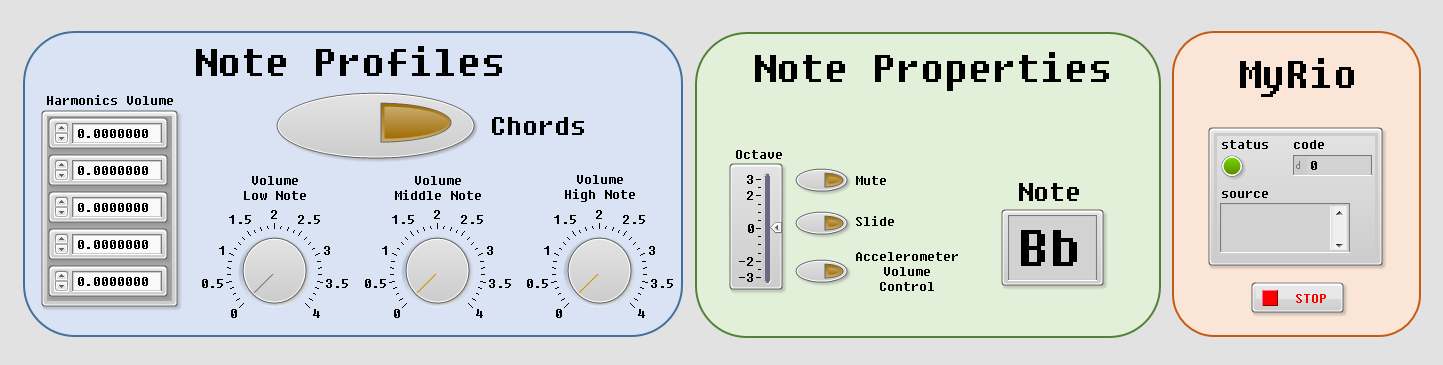 Note Profiles
Harmonics Volume
0.0000000
0.0000000
0.0000000
0.0000000
0.0000000
Chords
Volume
Low Note
0 0.5 1 1.5 2 2.5 3 3.5 4
Volume
Middle Note
0 0.5 1 1.5 2 2.5 3 3.5 4
Volume
High Note
0 0.5 1 1.5 2 2.5 3 3.5 4
Note Properties
Octave
3
2
0
-2
-3
Mute
Slide
Accelerometer
Volume
Control
Note
Bb
MyRio
status code
d 0
source
STOP